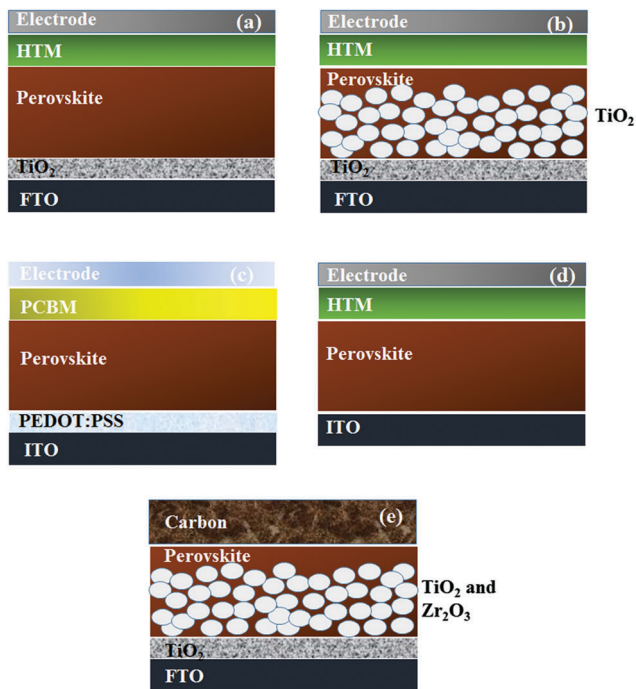 Electrode (a)
HTM
Perovskite
TiO₂
FTO
Electrode (b)
HTM
Perovskite
TiO₂
TiO₂
FTO
Electrode (c)
PCBM
Perovskite
PEDOT:PSS
ITO
Electrode (d)
HTM
Perovskite
ITO
Carbon (e)
Perovskite
TiO₂ and
Zr₂O₃
TiO₂
FTO